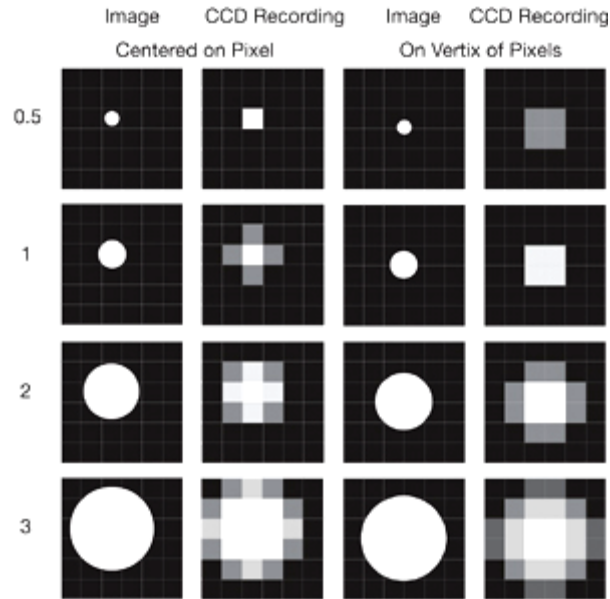 Image CCD Recording Image CCD Recording
Centered on Pixel On Vertix of Pixels
0.5
1
2
3